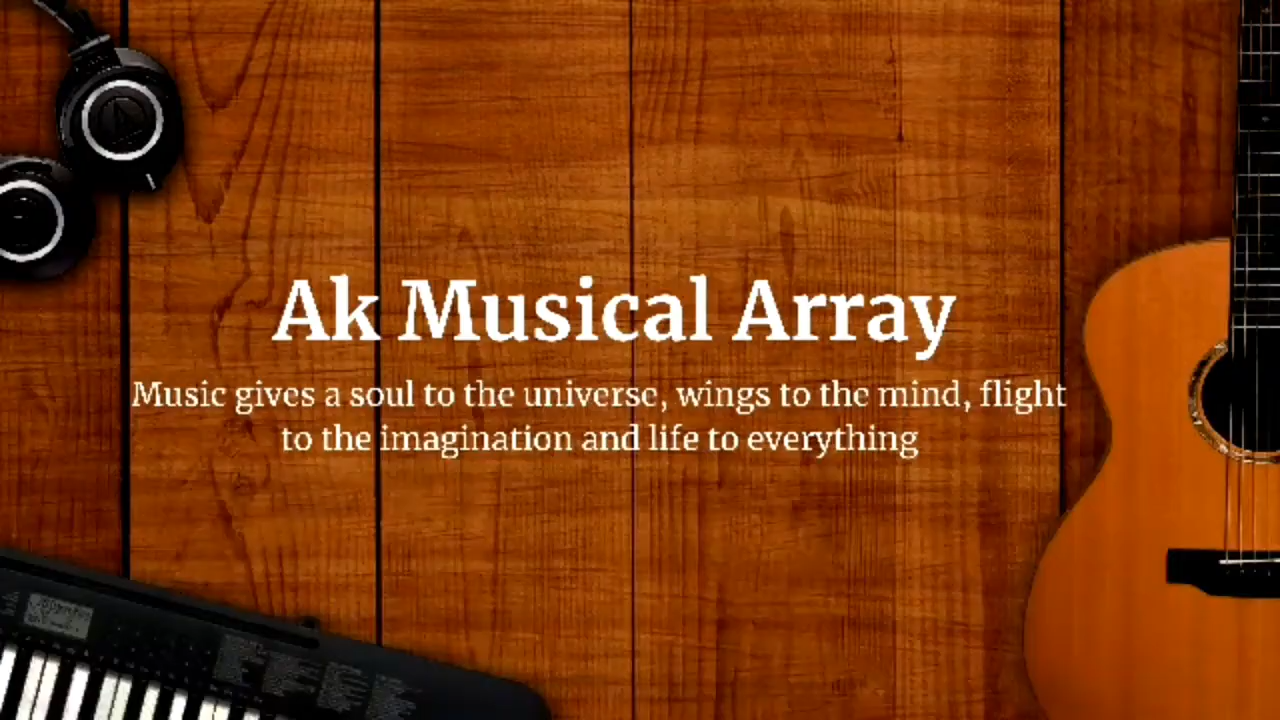 Ak Musical Array
Music gives a soul to the universe, wings to the mind, flight
to the imagination and life to everything